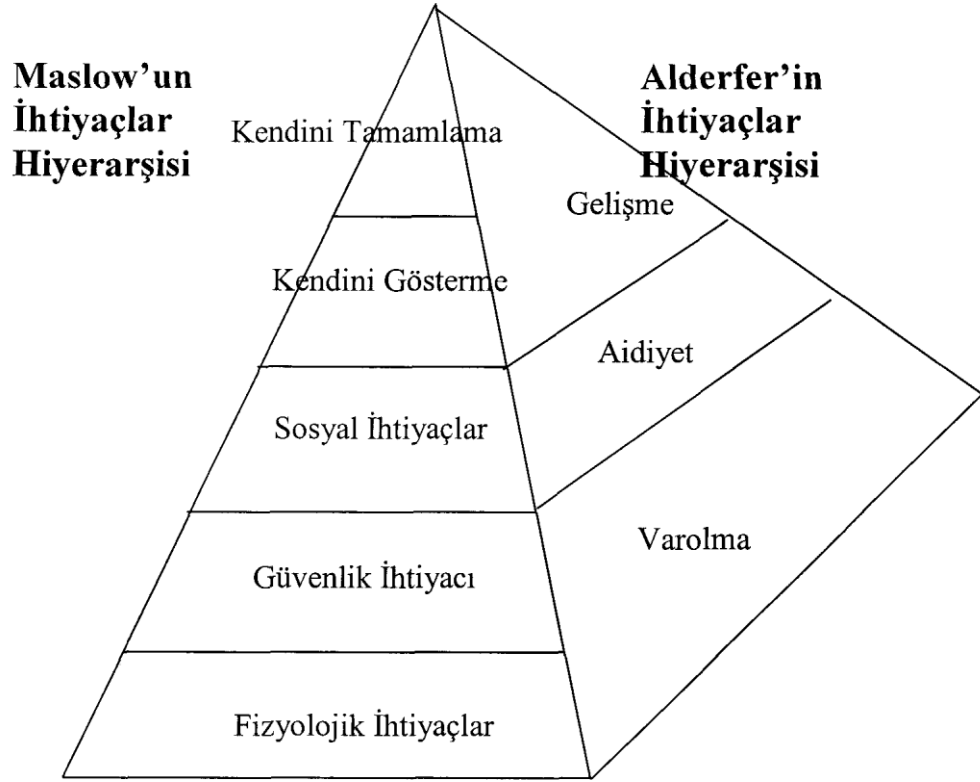 Maslow’un
İhtiyaçlar
Hiyerarşisi
Alderfer’in
İhtiyaçlar
Hiyerarşisi
Kendini Tamamlama
Gelişme
Kendini Gösterme
Aidiyet
Sosyal İhtiyaçlar
Varolma
Güvenlik İhtiyacı
Fizyolojik İhtiyaçlar